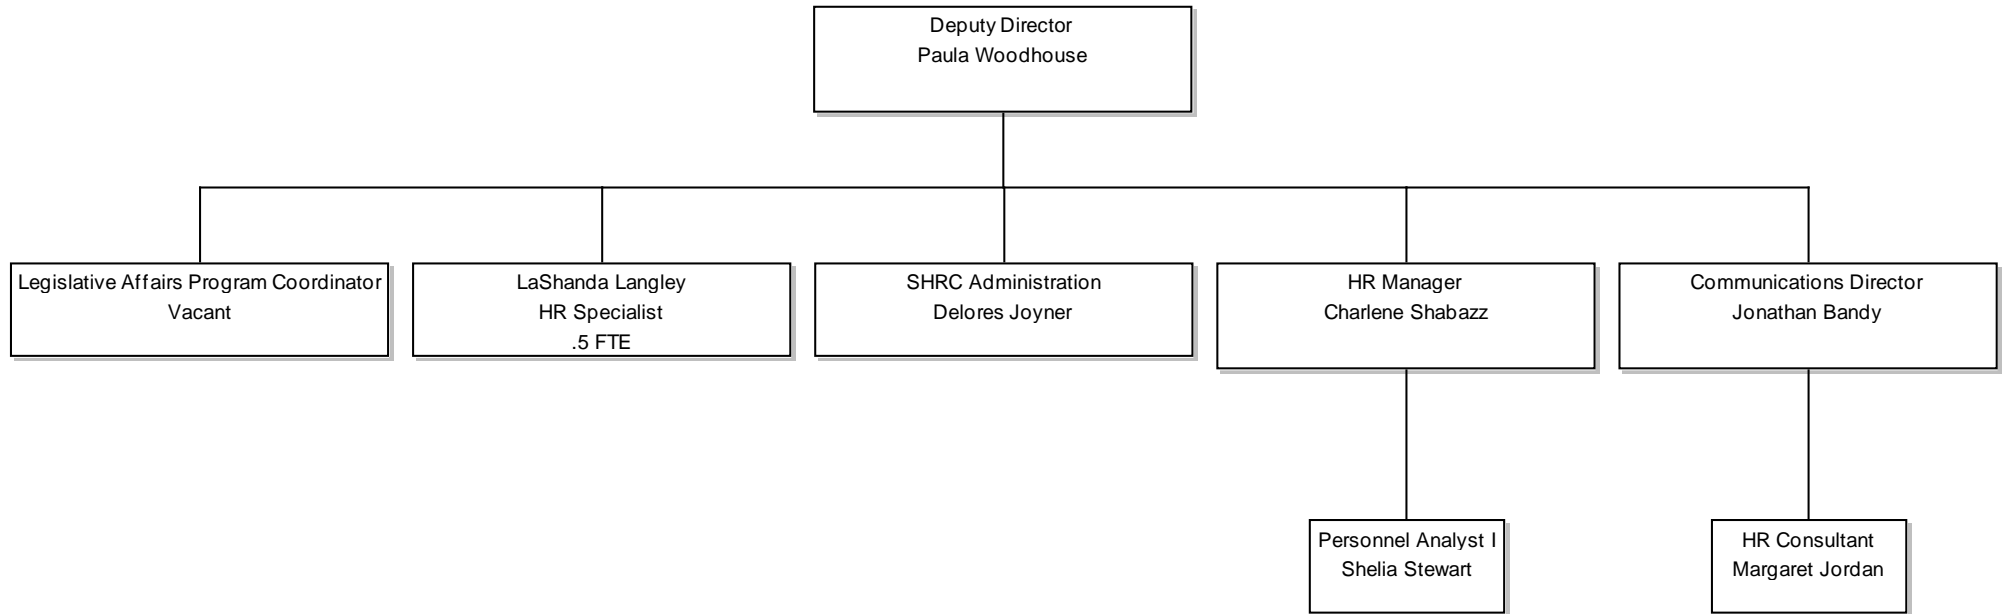 Deputy Director
Paula Woodhouse
Legislative Affairs Program Coordinator
Vacant
LaShanda Langley
HR Specialist
.5 FTE
SHRC Administration
Delores Joyner
HR Manager
Charlene Shabazz
Communications Director
Jonathan Bandy
Personnel Analyst I
Shelia Stewart
HR Consultant
Margaret Jordan